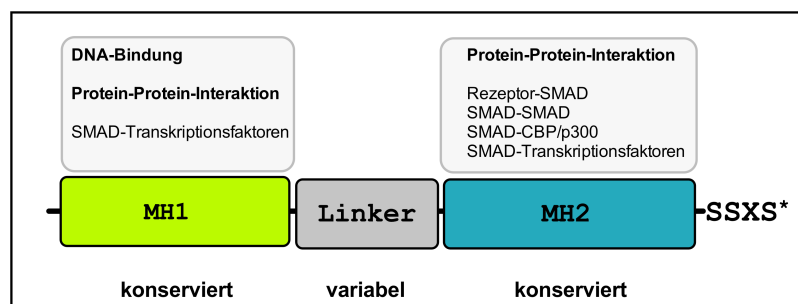 DNA-Bindung
Protein-Protein-Interaktion
SMAD-Transkriptionsfaktoren
Protein-Protein-Interaktion
Rezeptor-SMAD
SMAD-SMAD
SMAD-CBP/p300
SMAD-Transkriptionsfaktoren
MH1 Linker MH2 SSXS*
konserviert variabel konserviert